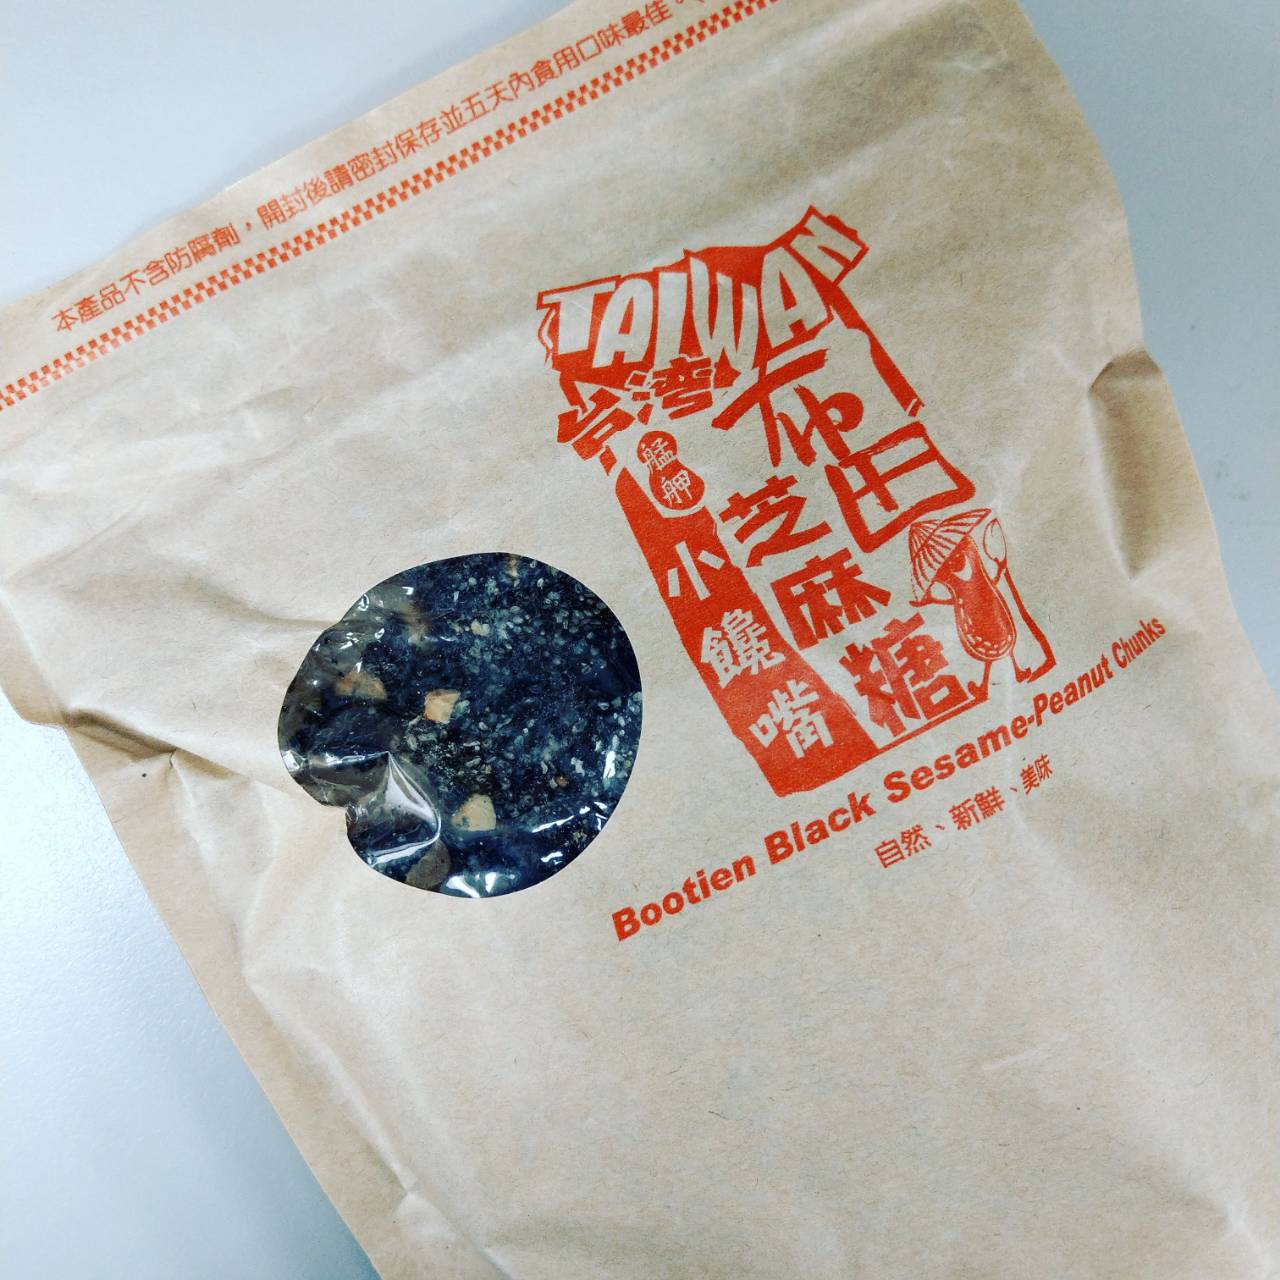 本產品不含防腐劑，開封後請密封保存並五天內食用口味最佳。
TAIWAN
台灣
艋舺
小饞嘴
布田
芝麻糖
Bootien Black Sesame-Peanut Chunks
自然、新鮮、美味